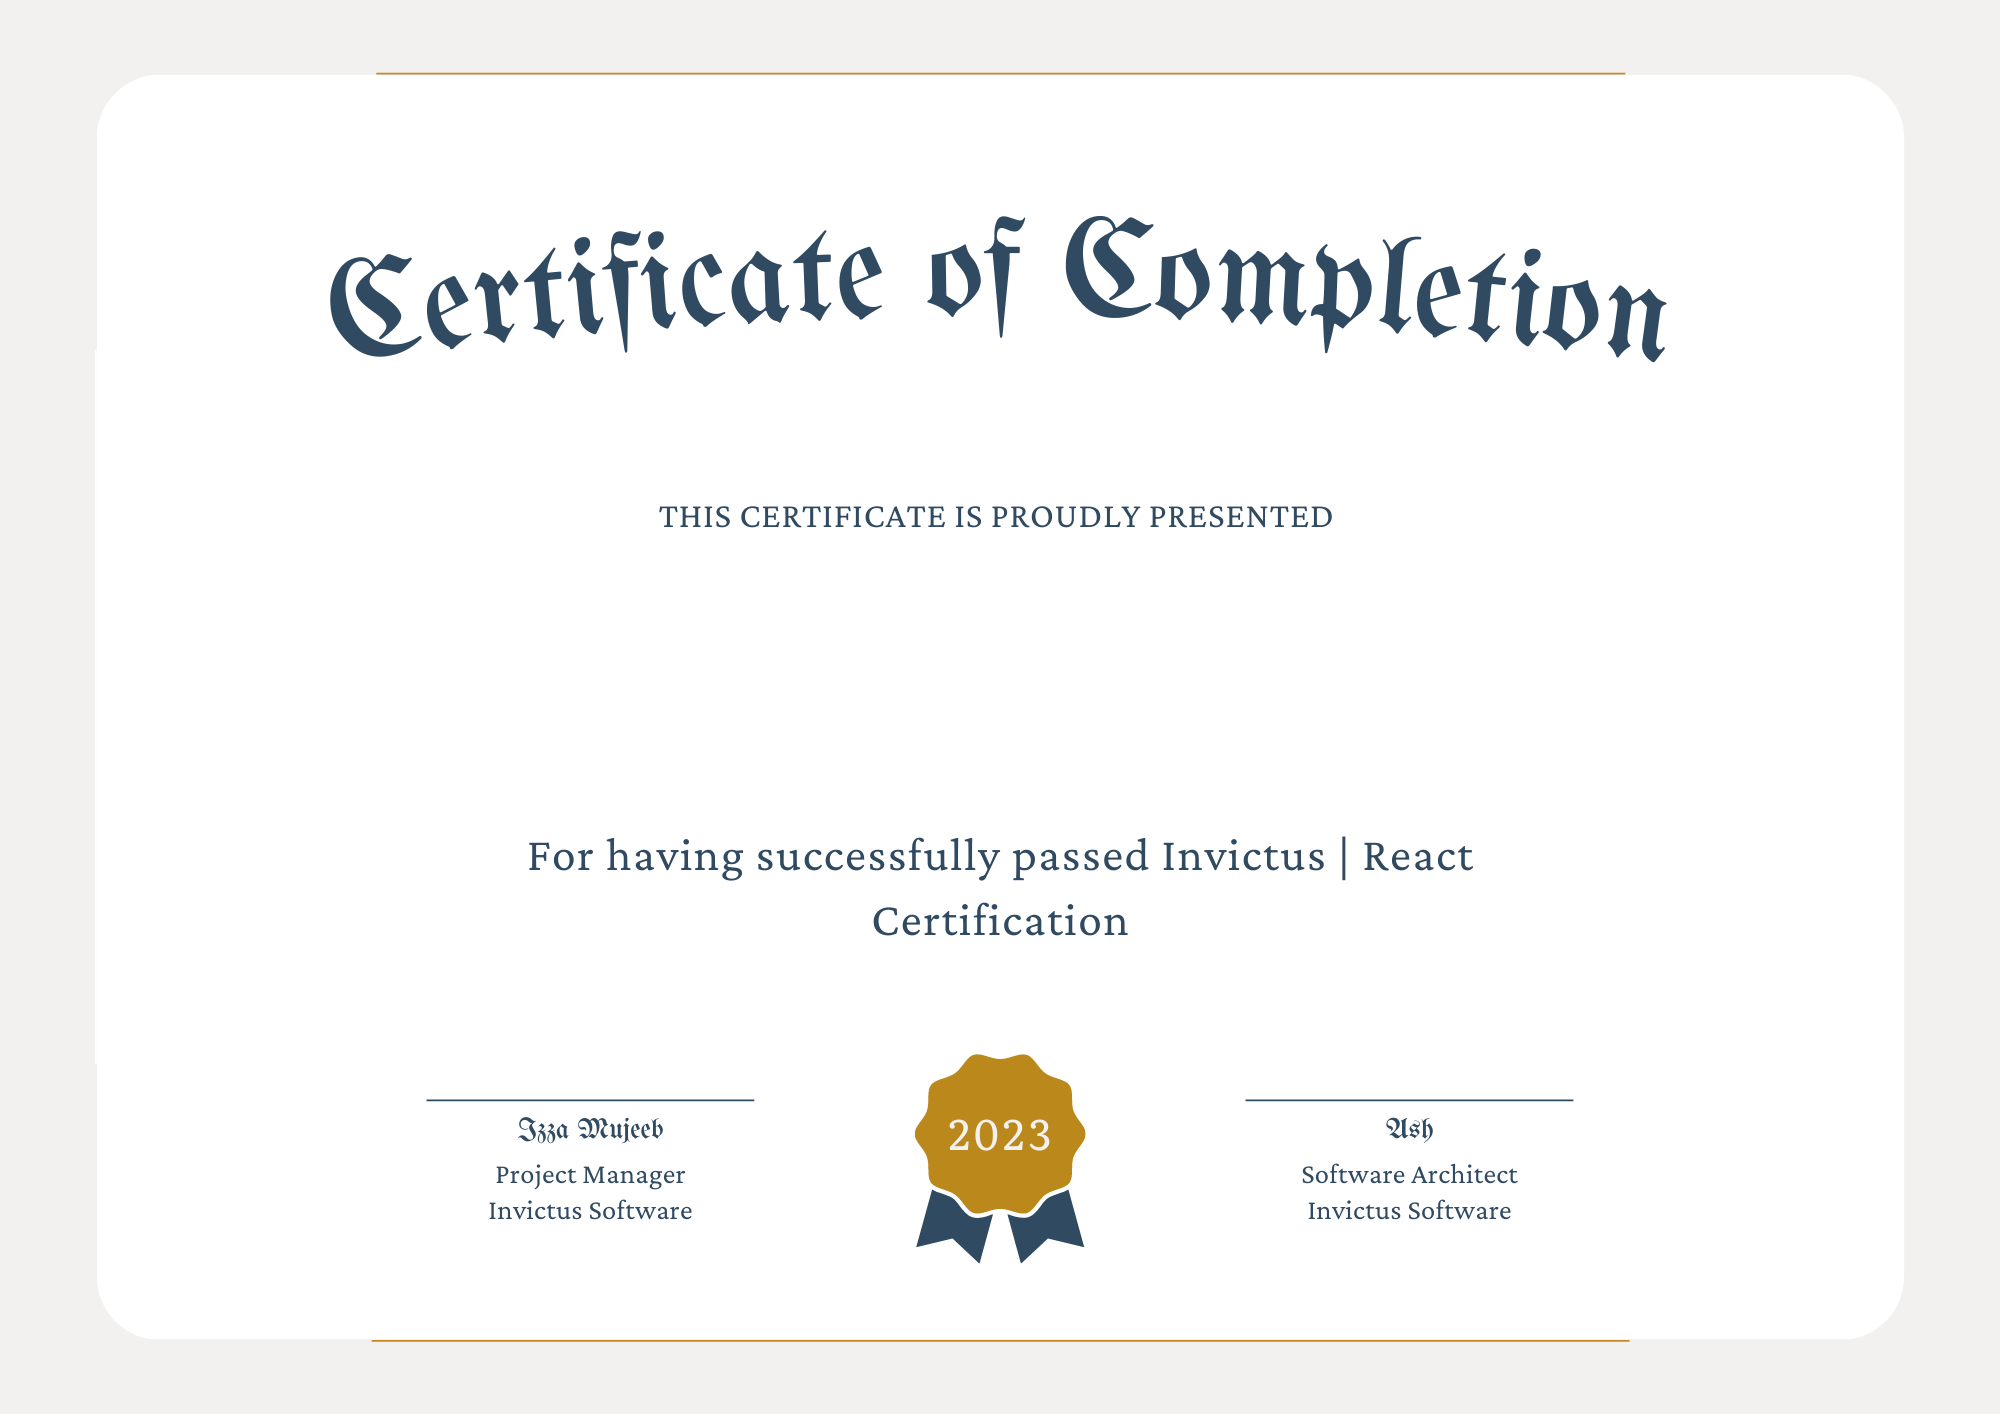 Certificate of Completion
THIS CERTIFICATE IS PROUDLY PRESENTED
For having successfully passed Invictus | React
Certification
Izza Mujeeb
Project Manager
Invictus Software
2023
Ash
Software Architect
Invictus Software